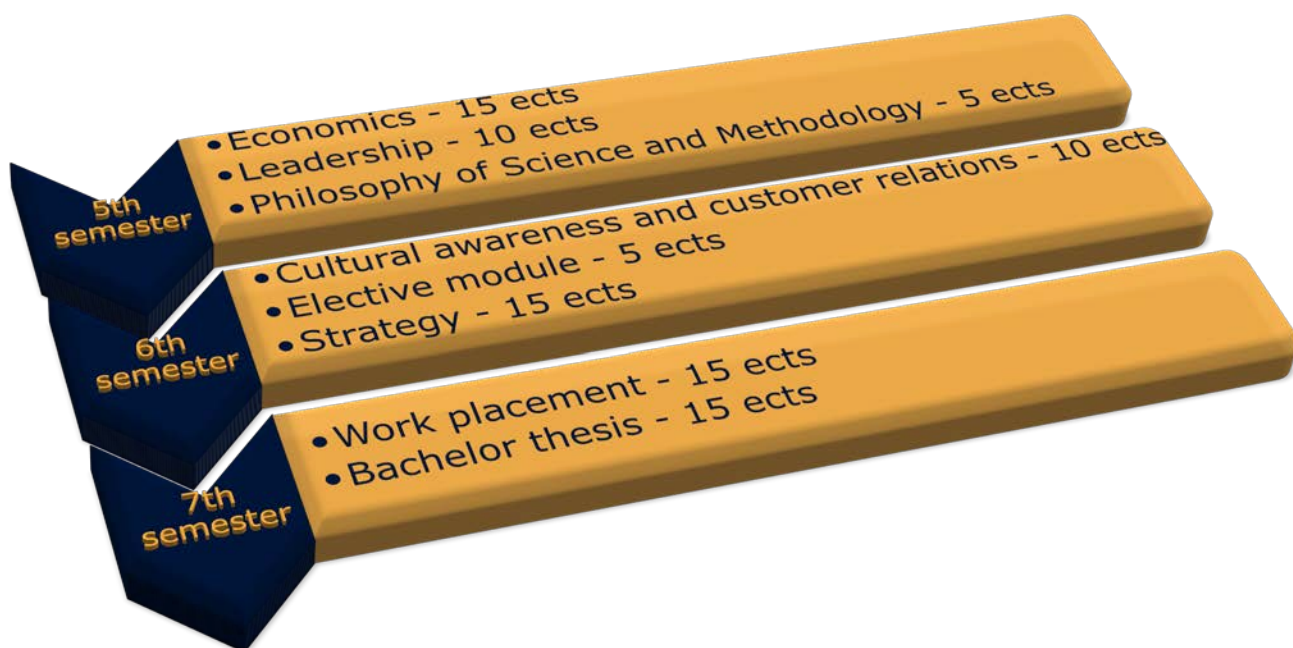 5th
semester
•Economics - 15 ects
•Leadership - 10 ects
•Philosophy of Science and Methodology - 5 ects
6th
semester
•Cultural awareness and customer relations - 10 ects
•Elective module - 5 ects
•Strategy - 15 ects
7th
semester
•Work placement - 15 ects
•Bachelor thesis - 15 ects